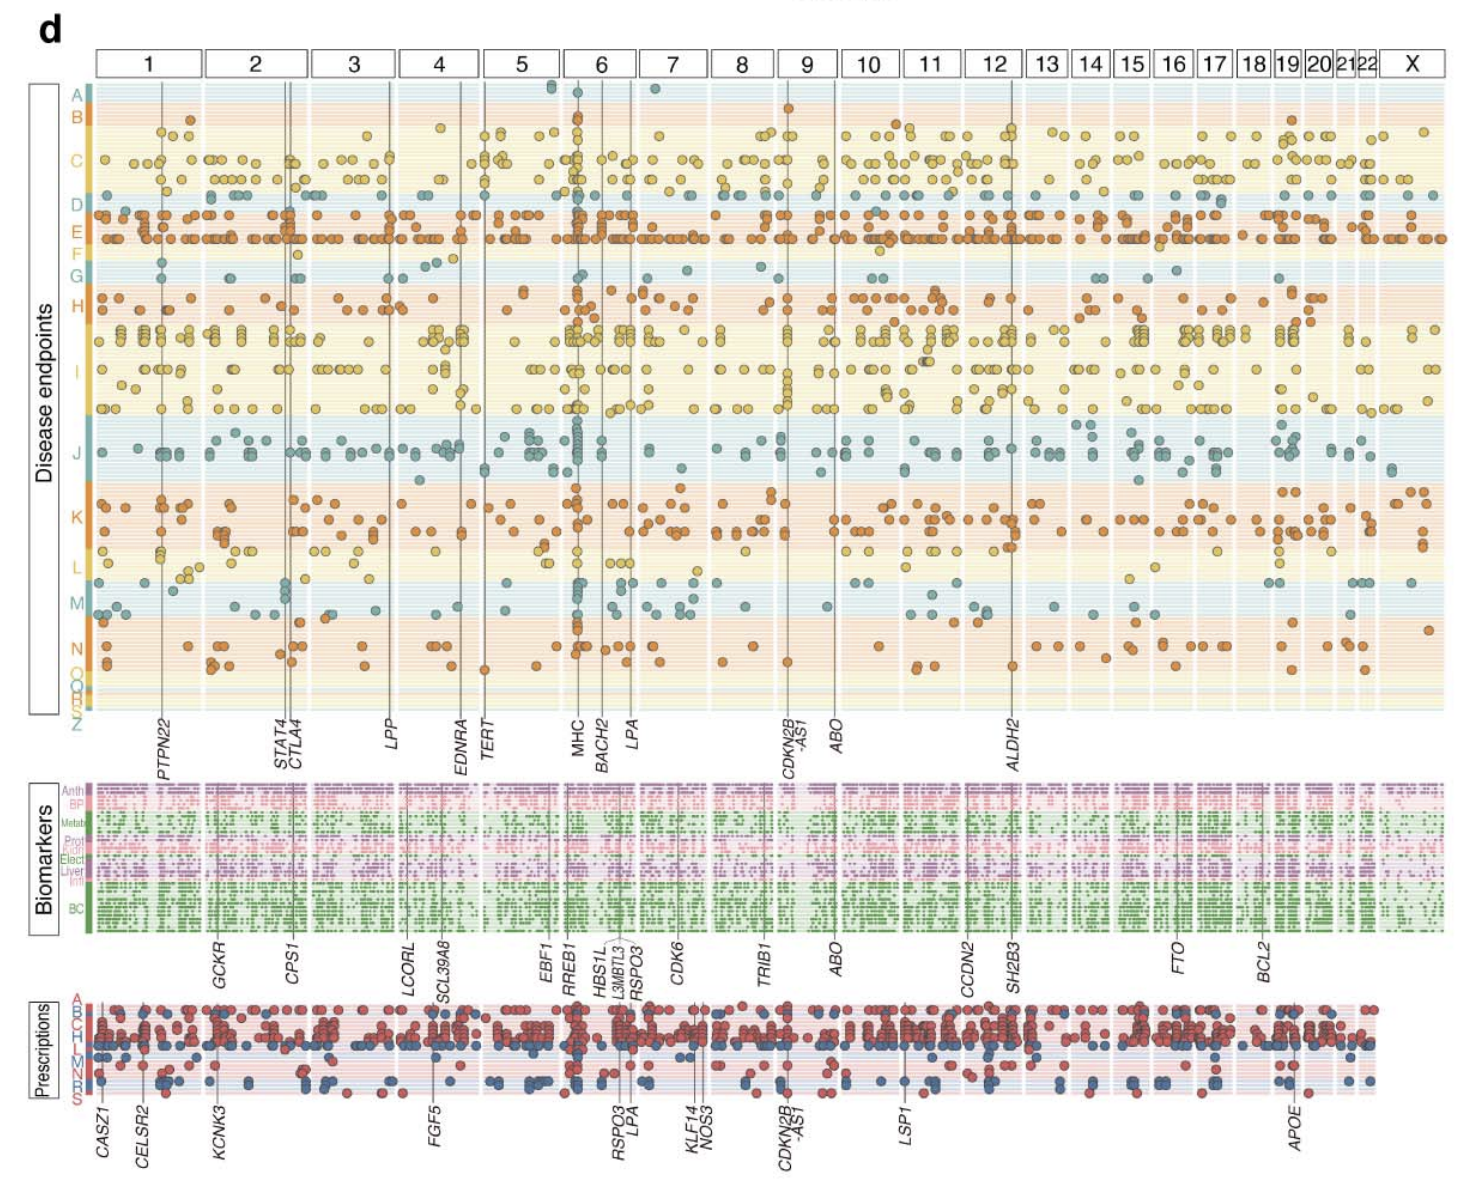 d
1 2 3 4 5 6 7 8 9 10 11 12 13 14 15 16 17 18 19 20 21 22 X
Disease endpoints
A
B
C
D
E
F
G
H
I
J
K
L
M
N
O
Q
R
S
Z
PTPN22 STAT4 CTLA4 LPP EDNRA TERT MHC BACH2 LPA CDKN2B-AS1 ABO ALDH2
Biomarkers
Anth
BP
Metab
Prot
Kidn
Elect
Liver
Infl
BC
GCKR CPS1 LCORL SCL39A8 EBF1 RREB1 HBS1L L3MBTL3 RSPO3 CDK6 TRIB1 ABO CCDN2 SH2B3 FTO BCL2
Prescriptions
A
B
C
H
L
M
N
R
S
CASZ1 CELSR2 KCNK3 FGF5 RSPO3 LPA KLF14 NOS3 CDKN2B-AS1 LSP1 APOE